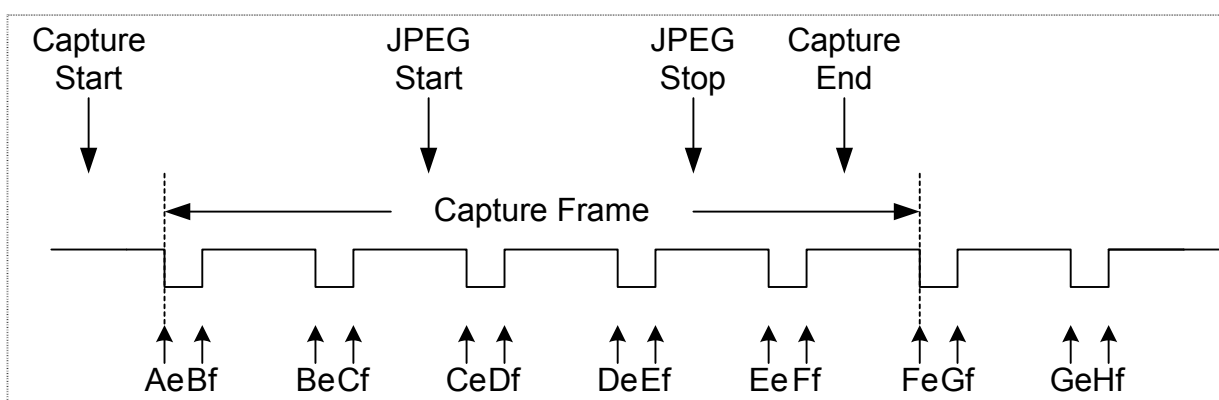 Capture Start
JPEG Start
JPEG Stop
Capture End
Capture Frame
AeBf BeCf CeDf DeEf EeFf FeGf GeHf